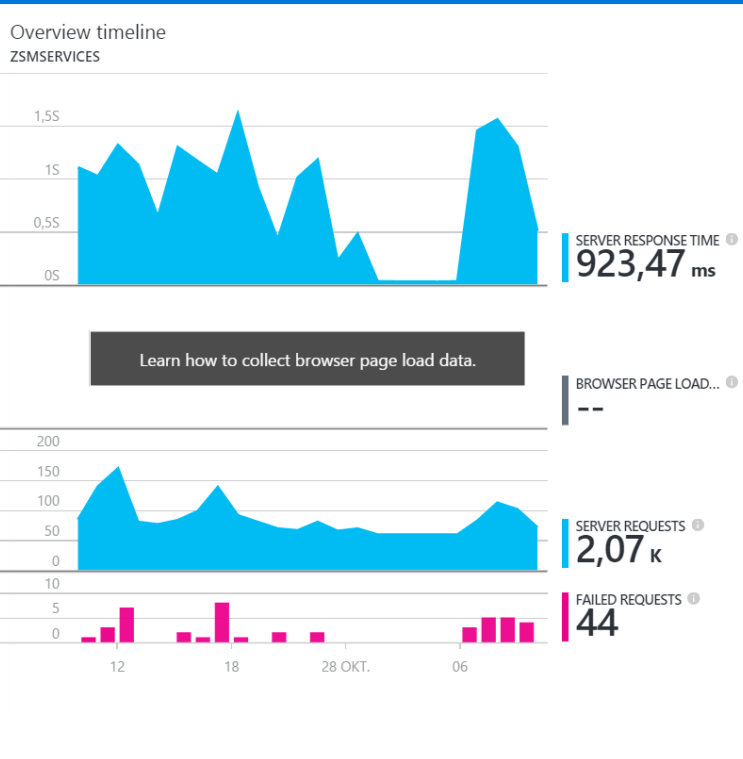 Overview timeline
ZSMSERVICES
1,5S
1S
0,5S
0S
SERVER RESPONSE TIME
923,47 ms
Learn how to collect browser page load data.
BROWSER PAGE LOAD...
--
200
150
100
50
0
SERVER REQUESTS
2,07 K
10
5
0
FAILED REQUESTS
44
12 18 28 OKT. 06